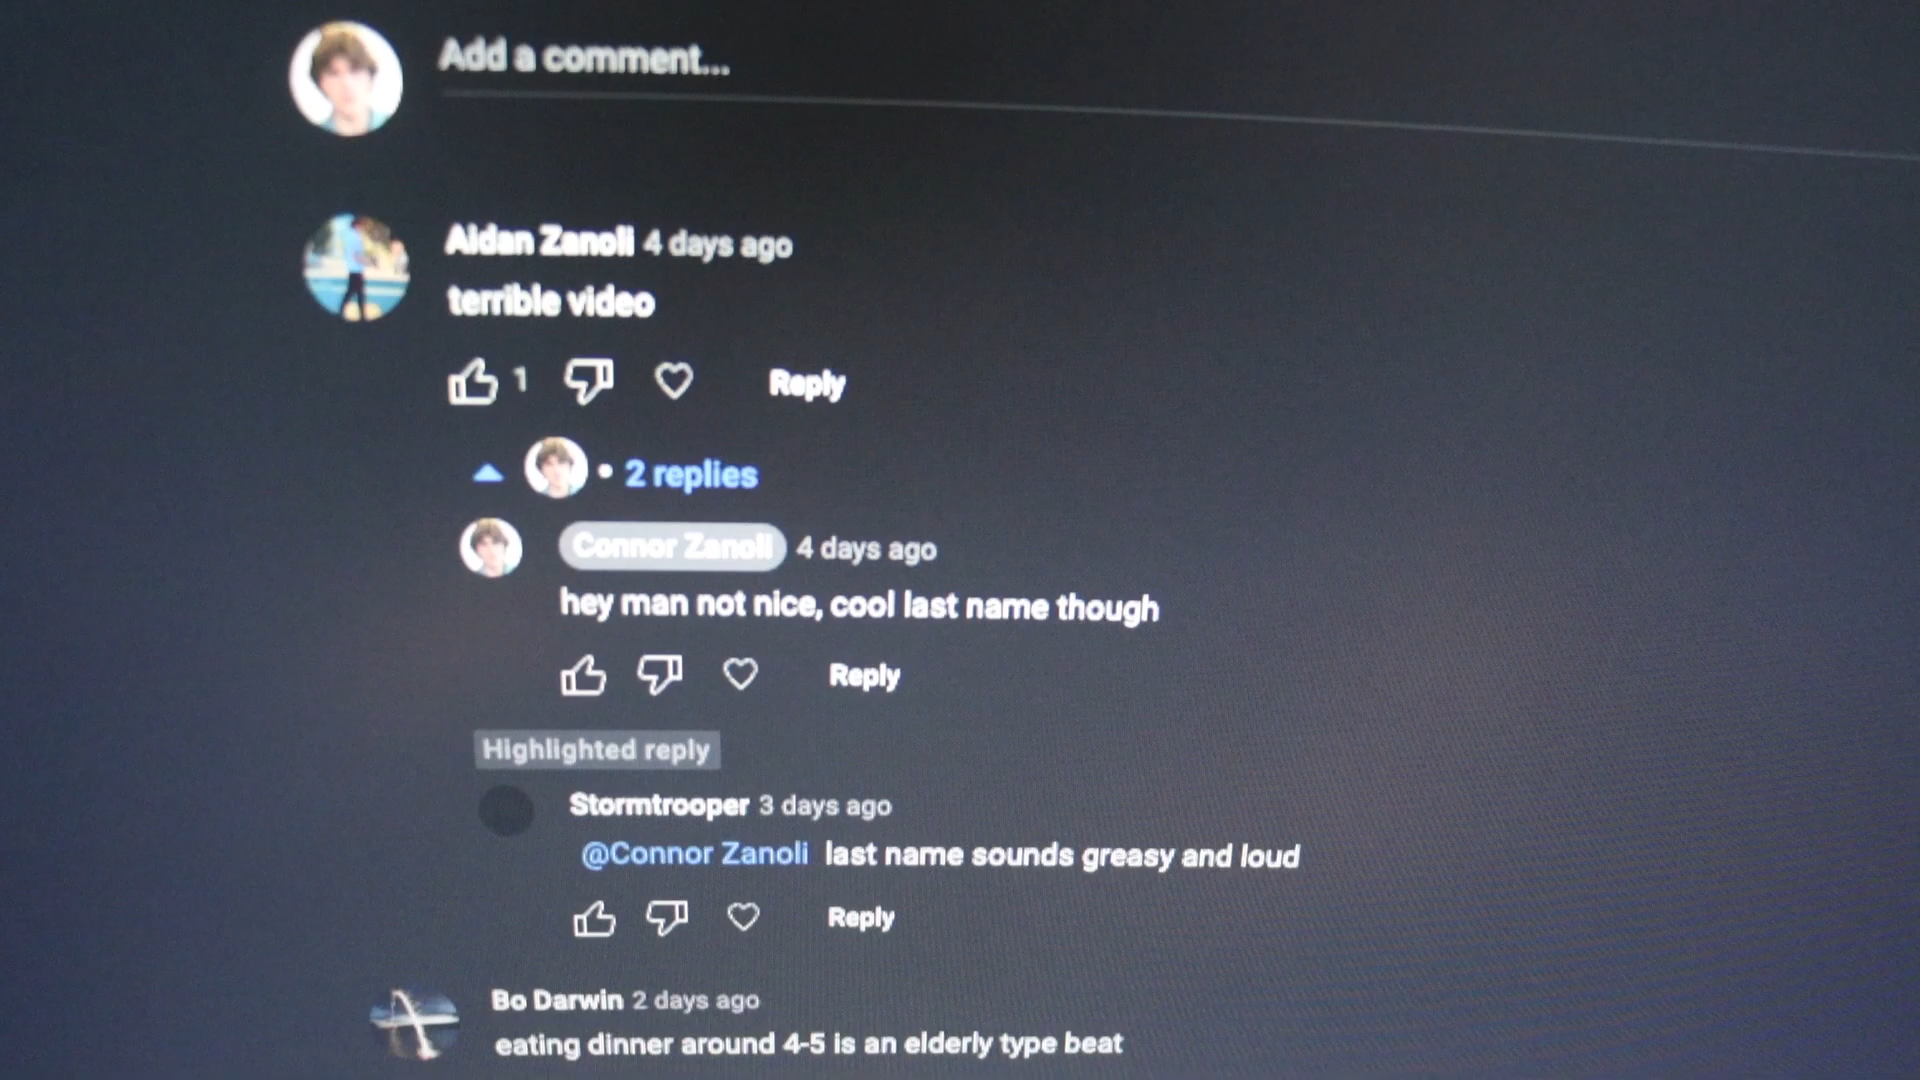 Add a comment...
Aidan Zanoli 4 days ago
terrible video
1 Reply
• 2 replies
Connor Zanoli 4 days ago
hey man not nice, cool last name though
Reply
Highlighted reply
Stormtrooper 3 days ago
@Connor Zanoli last name sounds greasy and loud
Reply
Bo Darwin 2 days ago
eating dinner around 4-5 is an elderly type beat